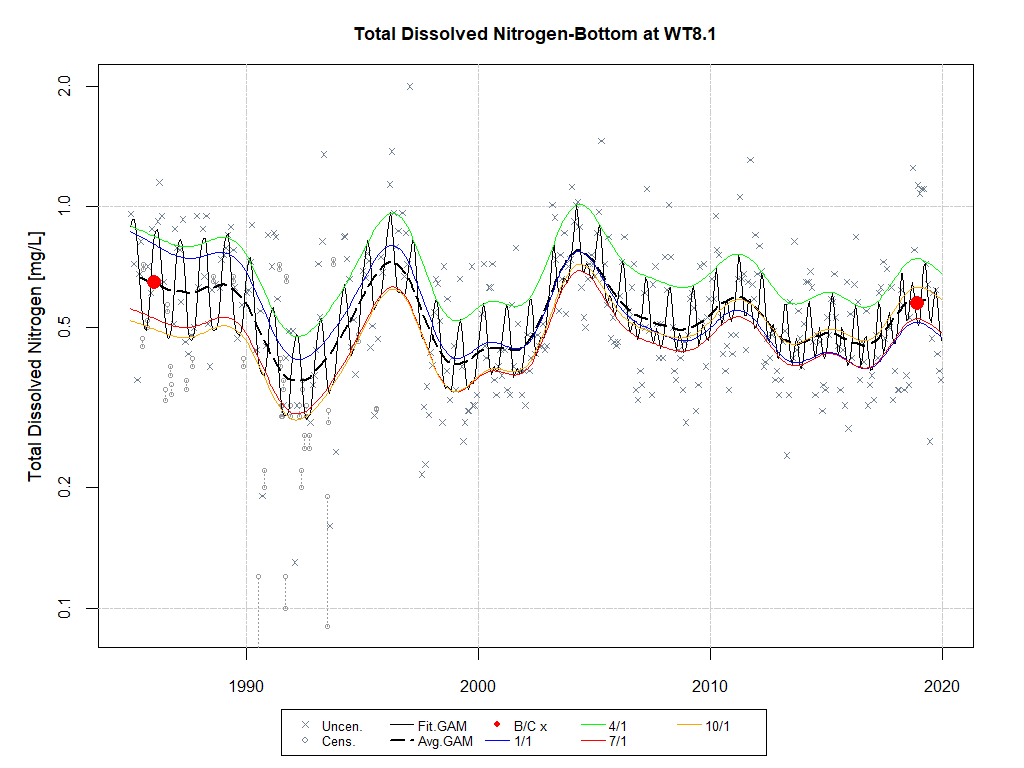 Total Dissolved Nitrogen-Bottom at WT8.1
Total Dissolved Nitrogen [mg/L]
2.0
1.0
0.5
0.2
0.1
1990 2000 2010 2020
Uncen. Fit.GAM B/C x 4/1 10/1
Cens. Avg.GAM 1/1 7/1